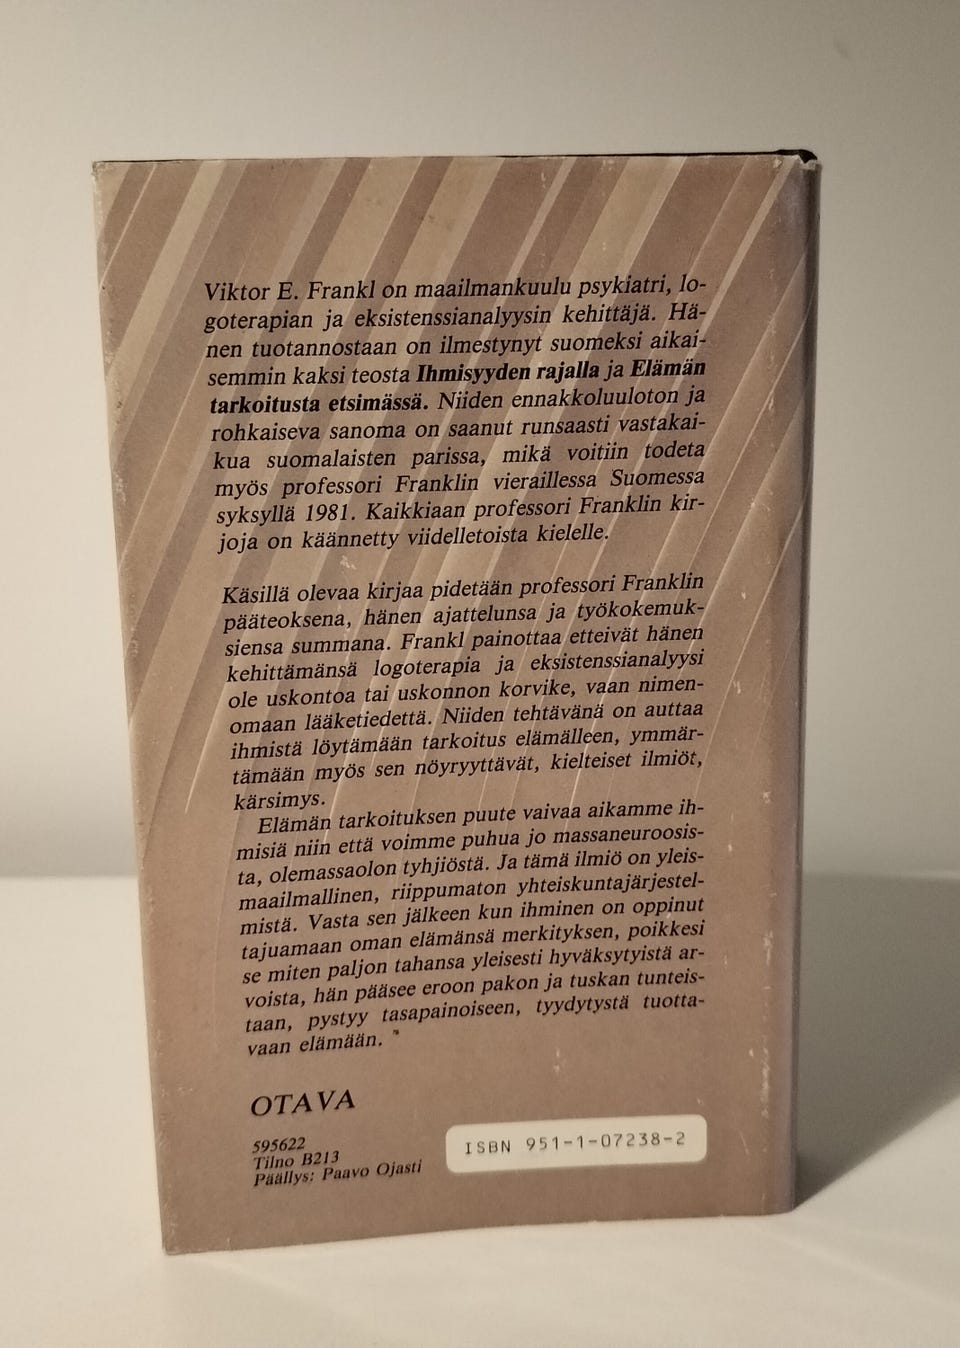 Viktor E. Frankl on maailmankuulu psykiatri, lo-
goterapian ja eksistenssianalyysin kehittäjä. Hä-
nen tuotannostaan on ilmestynyt suomeksi aikai-
semmin kaksi teosta Ihmisyyden rajalla ja Elämän
tarkoitusta etsimässä. Niiden ennakkoluuloton ja
rohkaiseva sanoma on saanut runsaasti vastakai-
kua suomalaisten parissa, mikä voitiin todeta
myös professori Franklin vieraillessa Suomessa
syksyllä 1981. Kaikkiaan professori Franklin kir-
joja on käännetty viidelletoista kielelle.
Käsillä olevaa kirjaa pidetään professori Franklin
pääteoksena, hänen ajattelunsa ja työkokemuk-
siensa summana. Frankl painottaa etteivät hänen
kehittämänsä logoterapia ja eksistenssianalyysi
ole uskontoa tai uskonnon korvike, vaan nimen-
omaan lääketiedettä. Niiden tehtävänä on auttaa
ihmistä löytämään tarkoitus elämälleen, ymmär-
tämään myös sen nöyryyttävät, kielteiset ilmiöt,
kärsimys.
Elämän tarkoituksen puute vaivaa aikamme ih-
misiä niin että voimme puhua jo massaneuroosis-
ta, olemassaolon tyhjiöstä. Ja tämä ilmiö on yleis-
maailmallinen, riippumaton yhteiskuntajärjestel-
mistä. Vasta sen jälkeen kun ihminen on oppinut
tajuamaan oman elämänsä merkityksen, poikkesi
se miten paljon tahansa yleisesti hyväksytyistä ar-
voista, hän pääsee eroon pakon ja tuskan tunteis-
taan, pystyy tasapainoiseen, tyydytystä tuotta-
vaan elämään.
OTAVA
595622
Tilno B213
Päällys: Paavo Ojasti
ISBN 951-1-07238-2